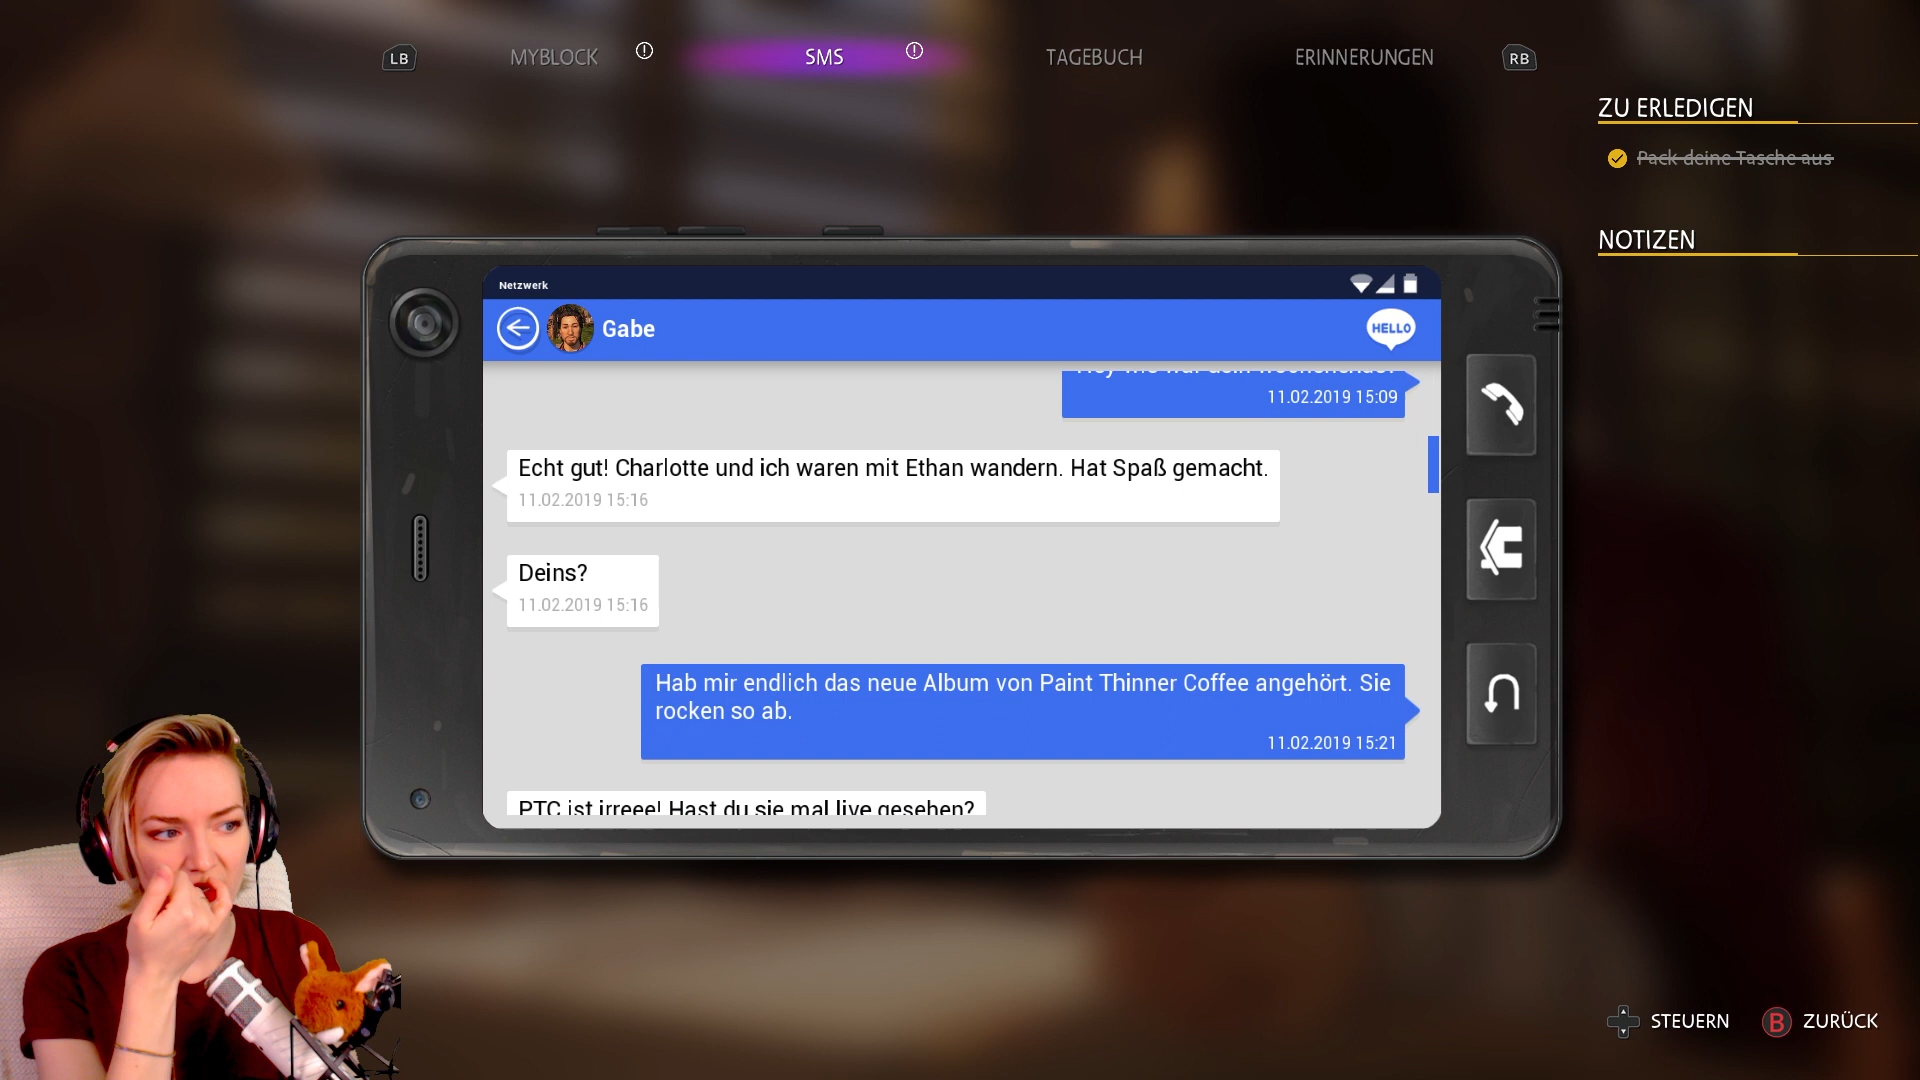 LB
MYBLOCK
SMS
TAGEBUCH
ERINNERUNGEN
RB
ZU ERLEDIGEN
Pack deine Tasche aus
NOTIZEN
Netzwerk
Gabe
HELLO
11.02.2019 15:09
Echt gut! Charlotte und ich waren mit Ethan wandern. Hat Spaß gemacht.
11.02.2019 15:16
Deins?
11.02.2019 15:16
Hab mir endlich das neue Album von Paint Thinner Coffee angehört. Sie
rocken so ab.
11.02.2019 15:21
PTC ist irreee! Hast du sie mal live gesehen?
STEUERN
B ZURÜCK